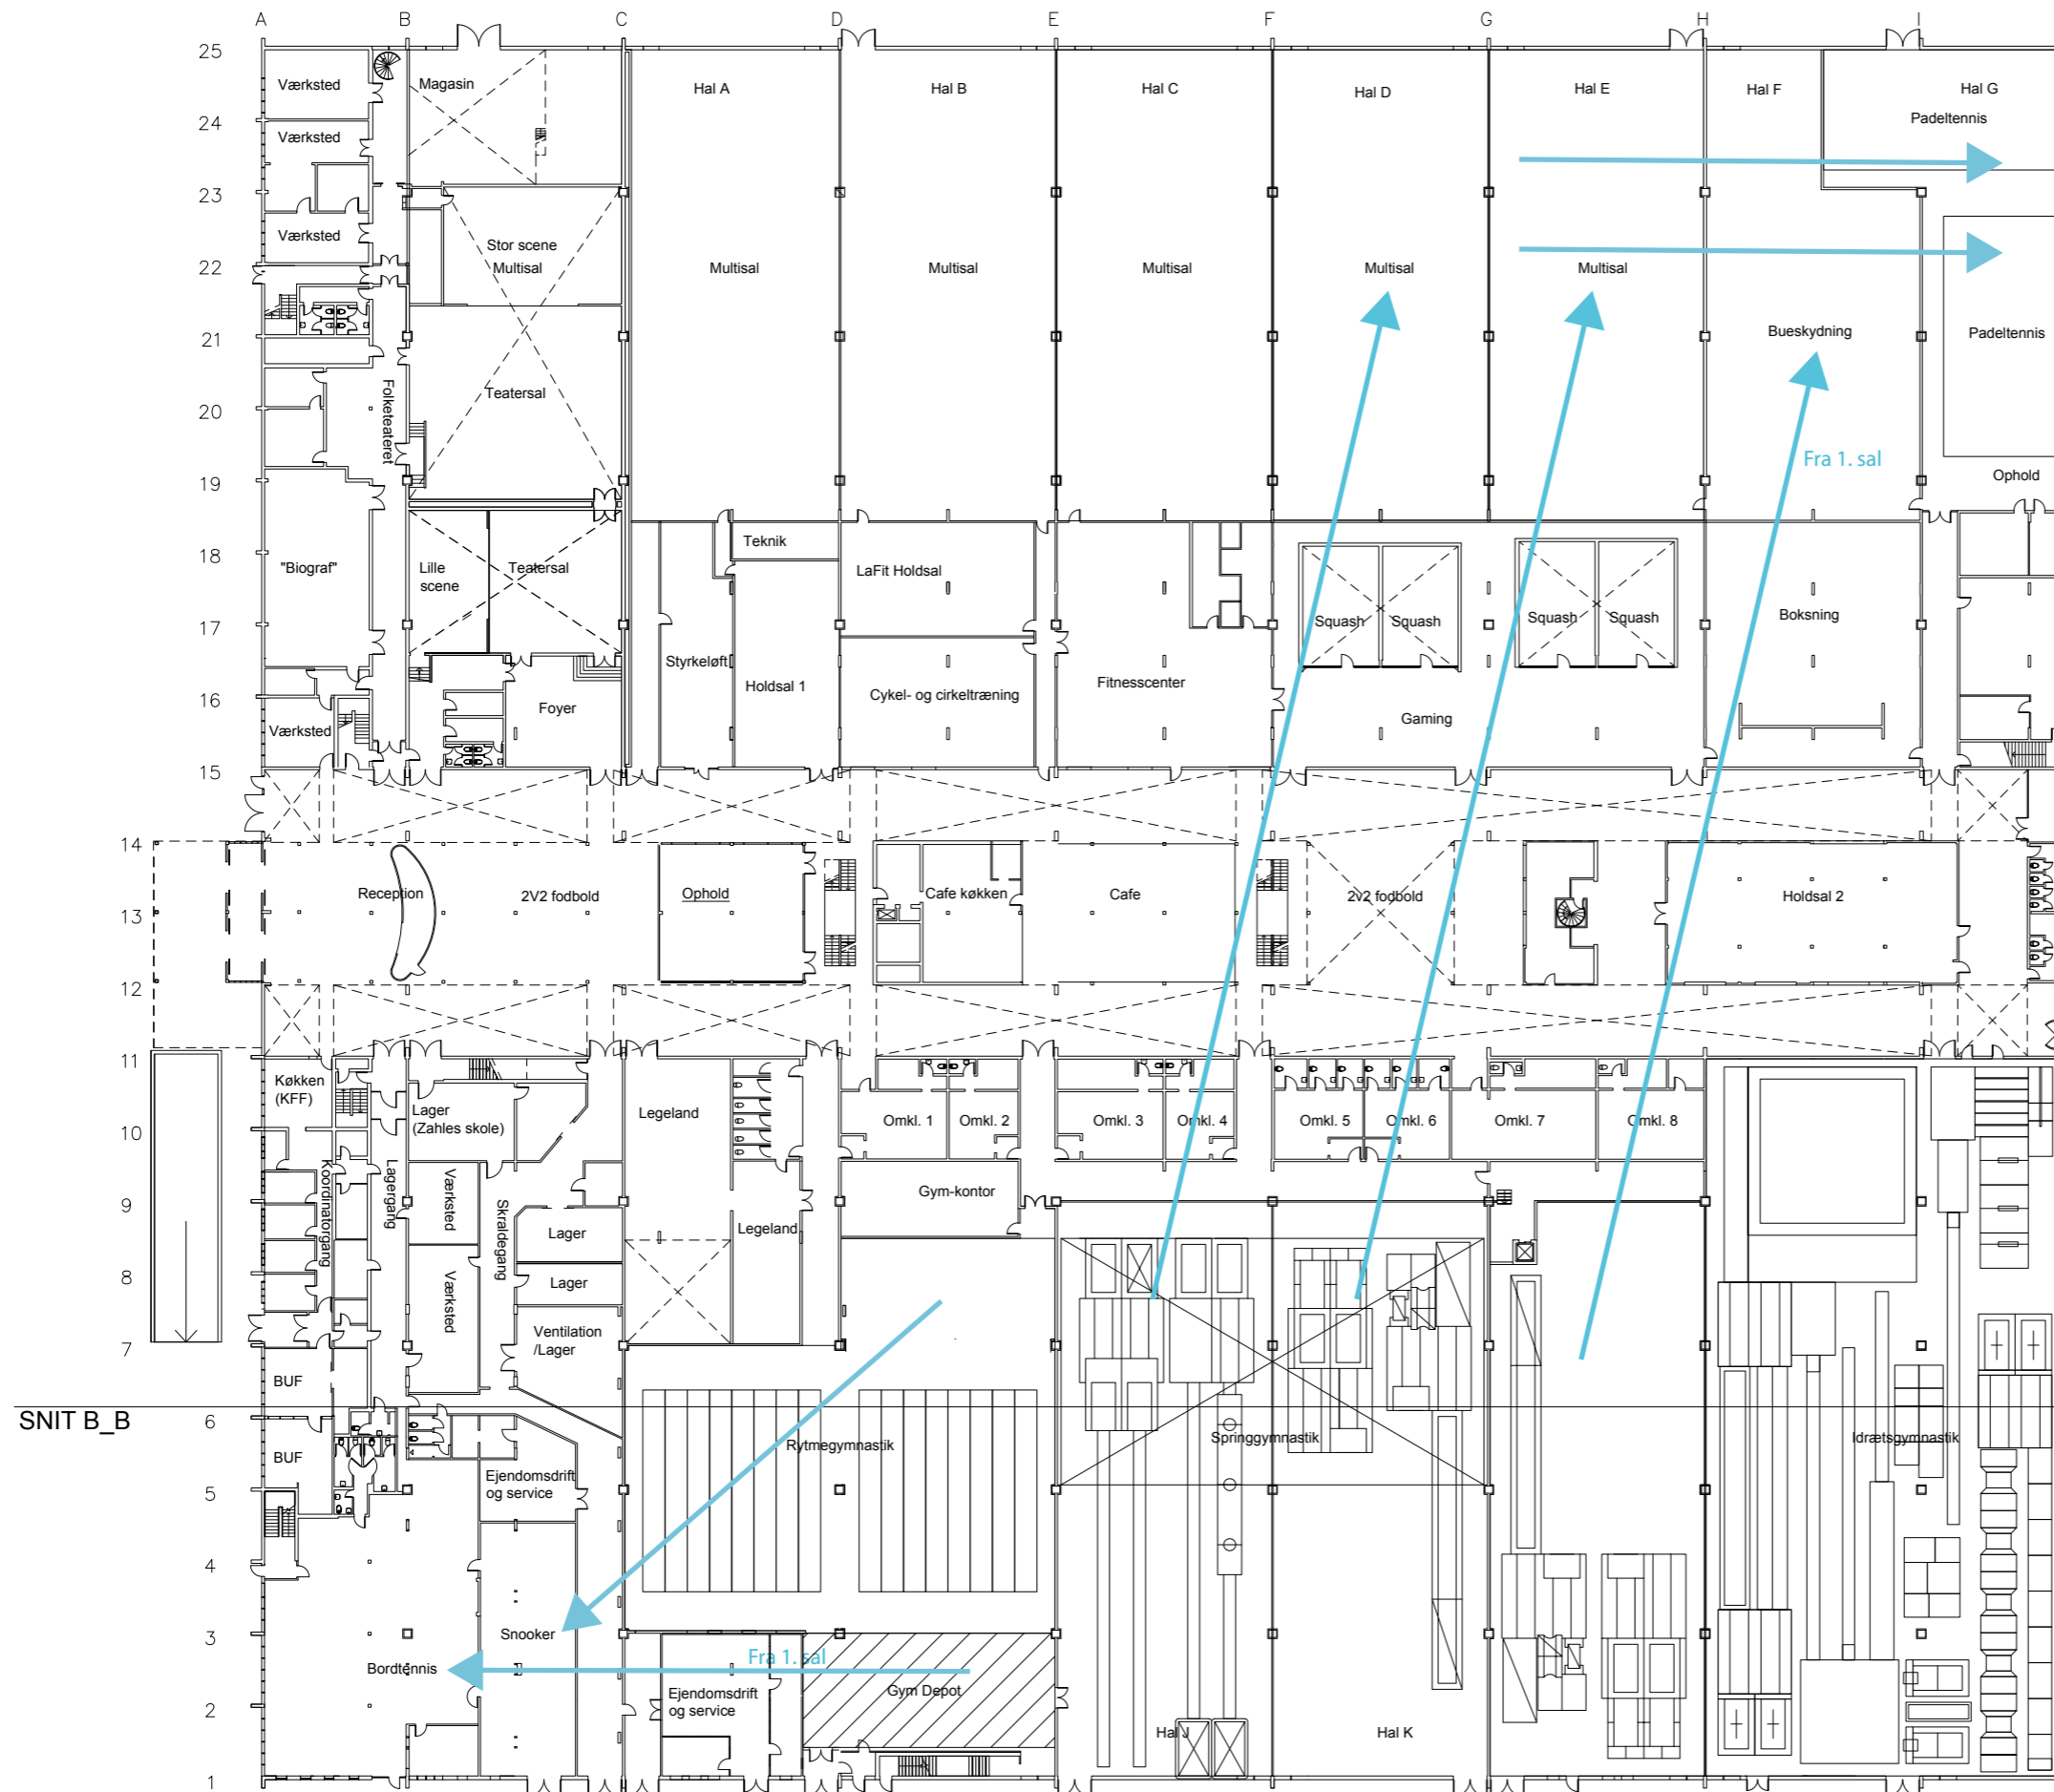 A B C D E F G H I
25
Værksted
Magasin
Hal A
Hal B
Hal C
Hal D
Hal E
Hal F
Hal G
Padeltennis
24
Værksted
23
Værksted
Stor scene
Multisal
Multisal
Multisal
Multisal
Multisal
Multisal
22
21
Bueskydning
Padeltennis
Folketeateret
Teatersal
20
Fra 1. sal
19
Ophold
18
"Biograf"
Lille
scene
Teatersal
Teknik
LaFit Holdsal
Squash
Squash
Squash
Squash
Boksning
17
Styrkeløft
Holdsal 1
Cykel- og cirkeltræning
Fitnesscenter
16
Værksted
Foyer
Gaming
15
14
Reception
2V2 fodbold
Ophold
Cafe køkken
Cafe
2v2 fodbold
Holdsal 2
13
12
11
Køkken
(KFF)
Lager
(Zahles skole)
Legeland
Omkl. 1
Omkl. 2
Omkl. 3
Omkl. 4
Omkl. 5
Omkl. 6
Omkl. 7
Omkl. 8
10
Koordinatorgang
Lagergang
Værksted
Skraldegang
Gym-kontor
9
Lager
Legeland
8
Værksted
Lager
Ventilation
/Lager
7
BUF
SNIT B_B
6
Rytmegymnastik
Springgymnastik
Idrætsgymnastik
BUF
Ejendomsdrift
og service
5
4
3
Snooker
Bordtennis
Fra 1. sal
Ejendomsdrift
og service
Gym Depot
2
Hal J
Hal K
1